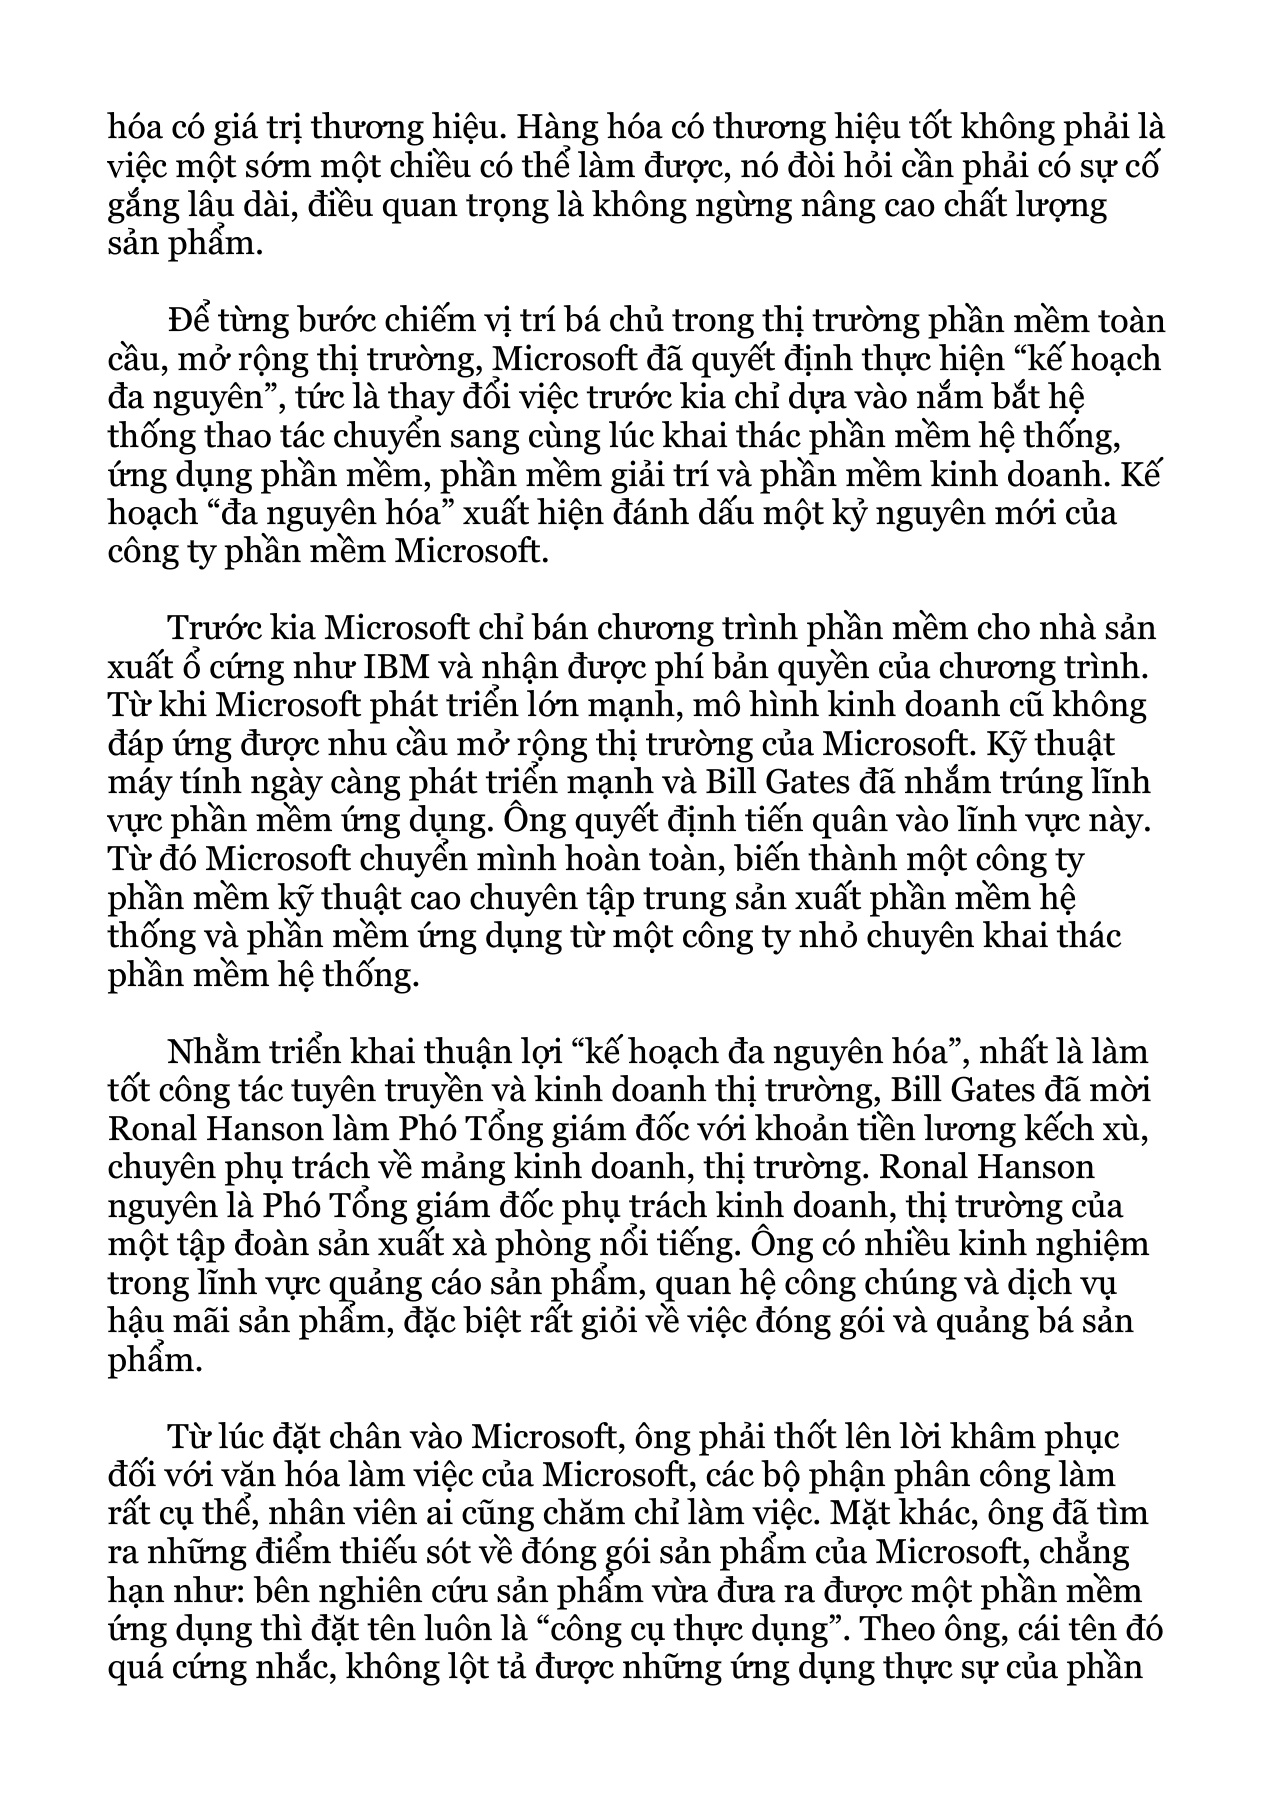 hóa có giá trị thương hiệu. Hàng hóa có thương hiệu tốt không phải là
việc một sớm một chiều có thể làm được, nó đòi hỏi cần phải có sự cố
gắng lâu dài, điều quan trọng là không ngừng nâng cao chất lượng
sản phẩm.
Để từng bước chiếm vị trí bá chủ trong thị trường phần mềm toàn
cầu, mở rộng thị trường, Microsoft đã quyết định thực hiện “kế hoạch
đa nguyên”, tức là thay đổi việc trước kia chỉ dựa vào nắm bắt hệ
thống thao tác chuyển sang cùng lúc khai thác phần mềm hệ thống,
ứng dụng phần mềm, phần mềm giải trí và phần mềm kinh doanh. Kế
hoạch “đa nguyên hóa” xuất hiện đánh dấu một kỷ nguyên mới của
công ty phần mềm Microsoft.
Trước kia Microsoft chỉ bán chương trình phần mềm cho nhà sản
xuất ổ cứng như IBM và nhận được phí bản quyền của chương trình.
Từ khi Microsoft phát triển lớn mạnh, mô hình kinh doanh cũ không
đáp ứng được nhu cầu mở rộng thị trường của Microsoft. Kỹ thuật
máy tính ngày càng phát triển mạnh và Bill Gates đã nhắm trúng lĩnh
vực phần mềm ứng dụng. Ông quyết định tiến quân vào lĩnh vực này.
Từ đó Microsoft chuyển mình hoàn toàn, biến thành một công ty
phần mềm kỹ thuật cao chuyên tập trung sản xuất phần mềm hệ
thống và phần mềm ứng dụng từ một công ty nhỏ chuyên khai thác
phần mềm hệ thống.
Nhằm triển khai thuận lợi “kế hoạch đa nguyên hóa”, nhất là làm
tốt công tác tuyên truyền và kinh doanh thị trường, Bill Gates đã mời
Ronal Hanson làm Phó Tổng giám đốc với khoản tiền lương kếch xù,
chuyên phụ trách về mảng kinh doanh, thị trường. Ronal Hanson
nguyên là Phó Tổng giám đốc phụ trách kinh doanh, thị trường của
một tập đoàn sản xuất xà phòng nổi tiếng. Ông có nhiều kinh nghiệm
trong lĩnh vực quảng cáo sản phẩm, quan hệ công chúng và dịch vụ
hậu mãi sản phẩm, đặc biệt rất giỏi về việc đóng gói và quảng bá sản
phẩm.
Từ lúc đặt chân vào Microsoft, ông phải thốt lên lời khâm phục
đối với văn hóa làm việc của Microsoft, các bộ phận phân công làm
rất cụ thể, nhân viên ai cũng chăm chỉ làm việc. Mặt khác, ông đã tìm
ra những điểm thiếu sót về đóng gói sản phẩm của Microsoft, chẳng
hạn như: bên nghiên cứu sản phẩm vừa đưa ra được một phần mềm
ứng dụng thì đặt tên luôn là “công cụ thực dụng”. Theo ông, cái tên đó
quá cứng nhắc, không lột tả được những ứng dụng thực sự của phần